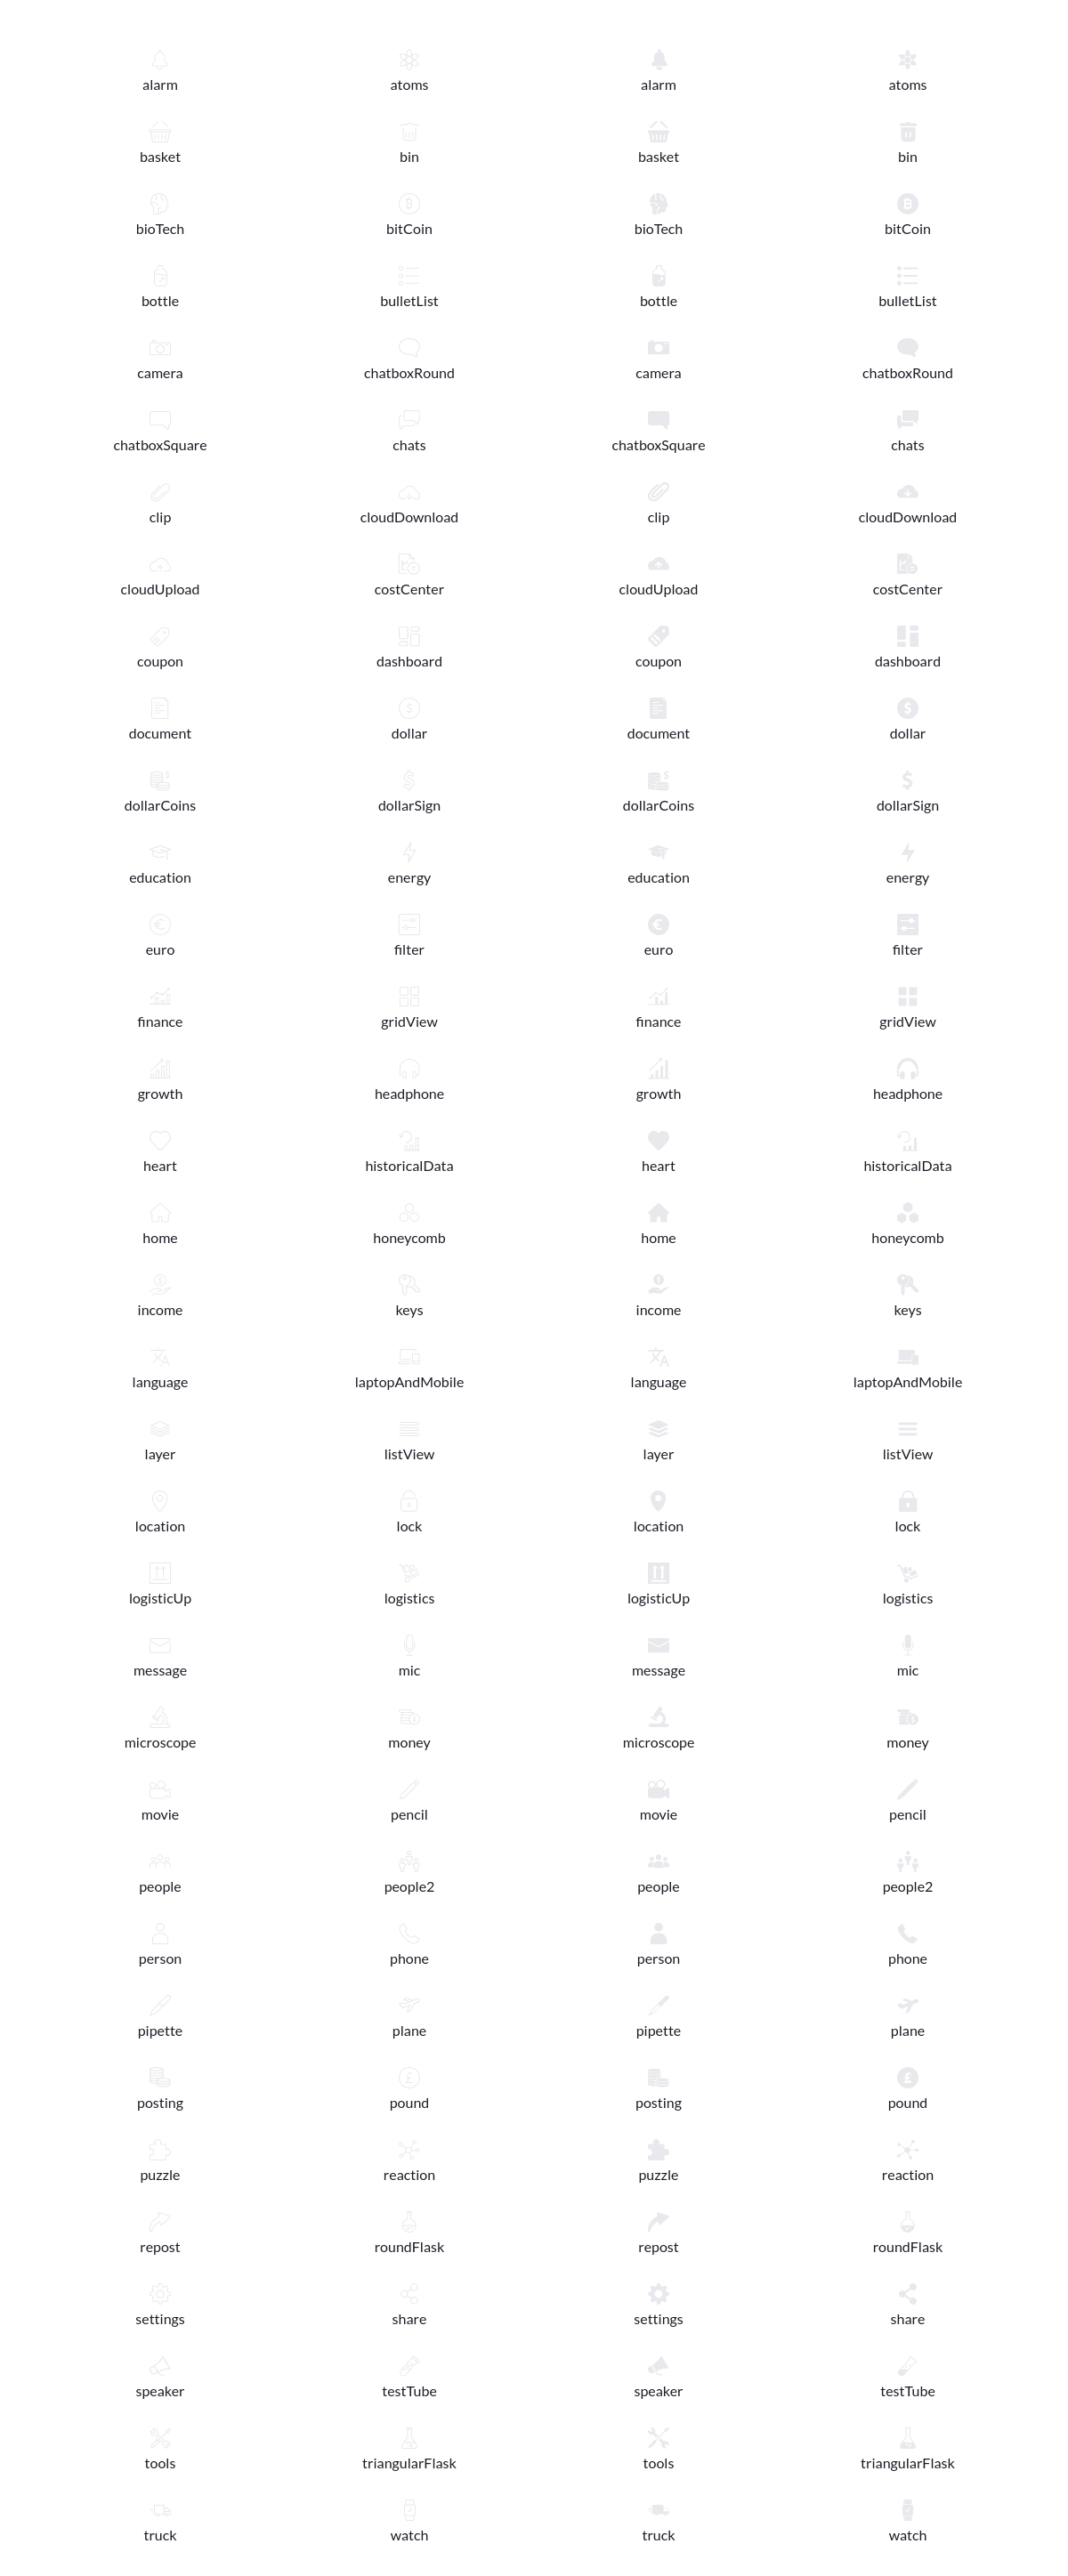 alarm atoms alarm atoms
basket bin basket bin
bioTech bitCoin bioTech bitCoin
bottle bulletList bottle bulletList
camera chatboxRound camera chatboxRound
chatboxSquare chats chatboxSquare chats
clip cloudDownload clip cloudDownload
cloudUpload costCenter cloudUpload costCenter
coupon dashboard coupon dashboard
document dollar document dollar
dollarCoins dollarSign dollarCoins dollarSign
education energy education energy
euro filter euro filter
finance gridView finance gridView
growth headphone growth headphone
heart historicalData heart historicalData
home honeycomb home honeycomb
income keys income keys
language laptopAndMobile language laptopAndMobile
layer listView layer listView
location lock location lock
logisticUp logistics logisticUp logistics
message mic message mic
microscope money microscope money
movie pencil movie pencil
people people2 people people2
person phone person phone
pipette plane pipette plane
posting pound posting pound
puzzle reaction puzzle reaction
repost roundFlask repost roundFlask
settings share settings share
speaker testTube speaker testTube
tools triangularFlask tools triangularFlask
truck watch truck watch